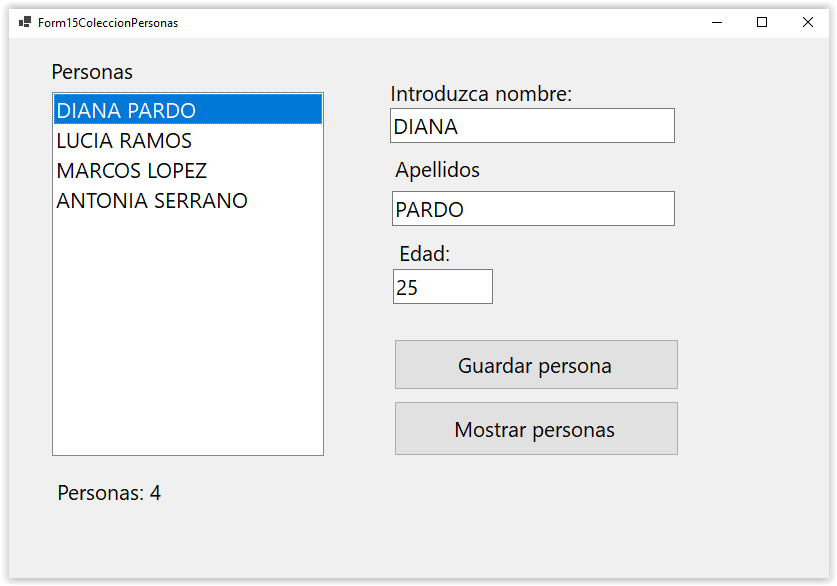 Form15ColeccionPersonas
Personas
DIANA PARDO
LUCIA RAMOS
MARCOS LOPEZ
ANTONIA SERRANO
Personas: 4
Introduzca nombre:
DIANA
Apellidos
PARDO
Edad:
25
Guardar persona
Mostrar personas